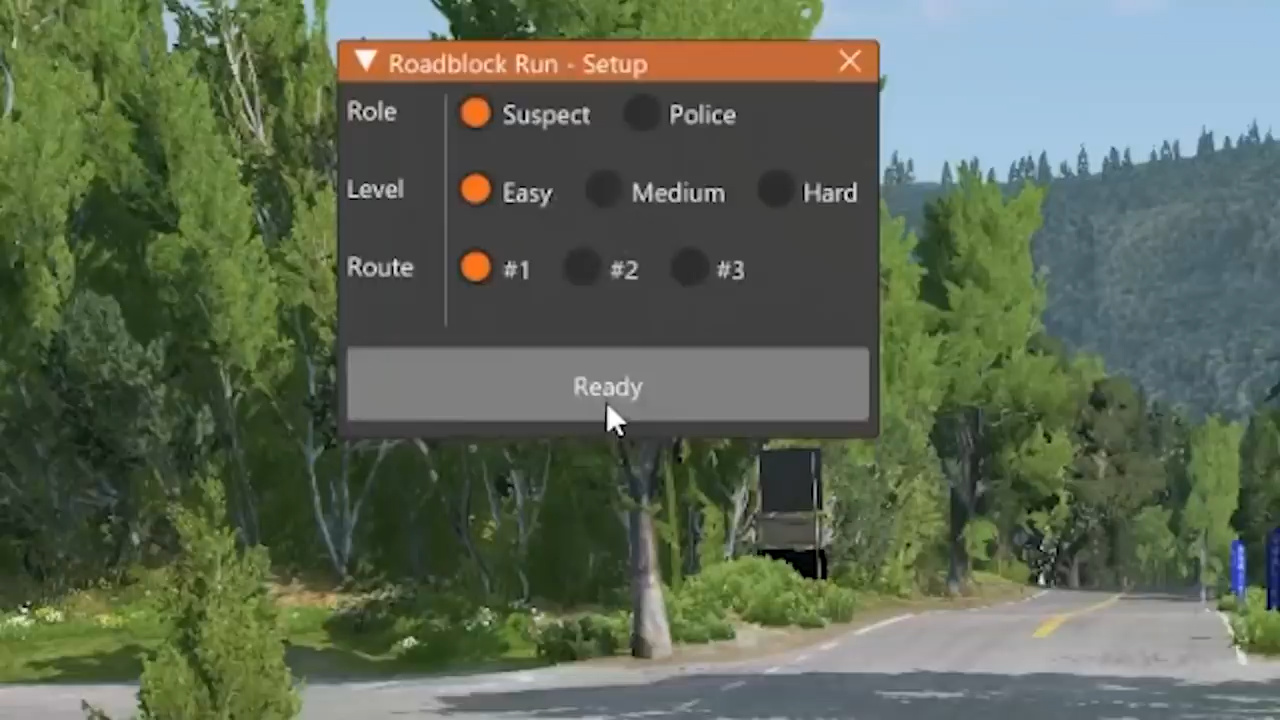 Roadblock Run - Setup
Role Suspect Police
Level Easy Medium Hard
Route #1 #2 #3
Ready